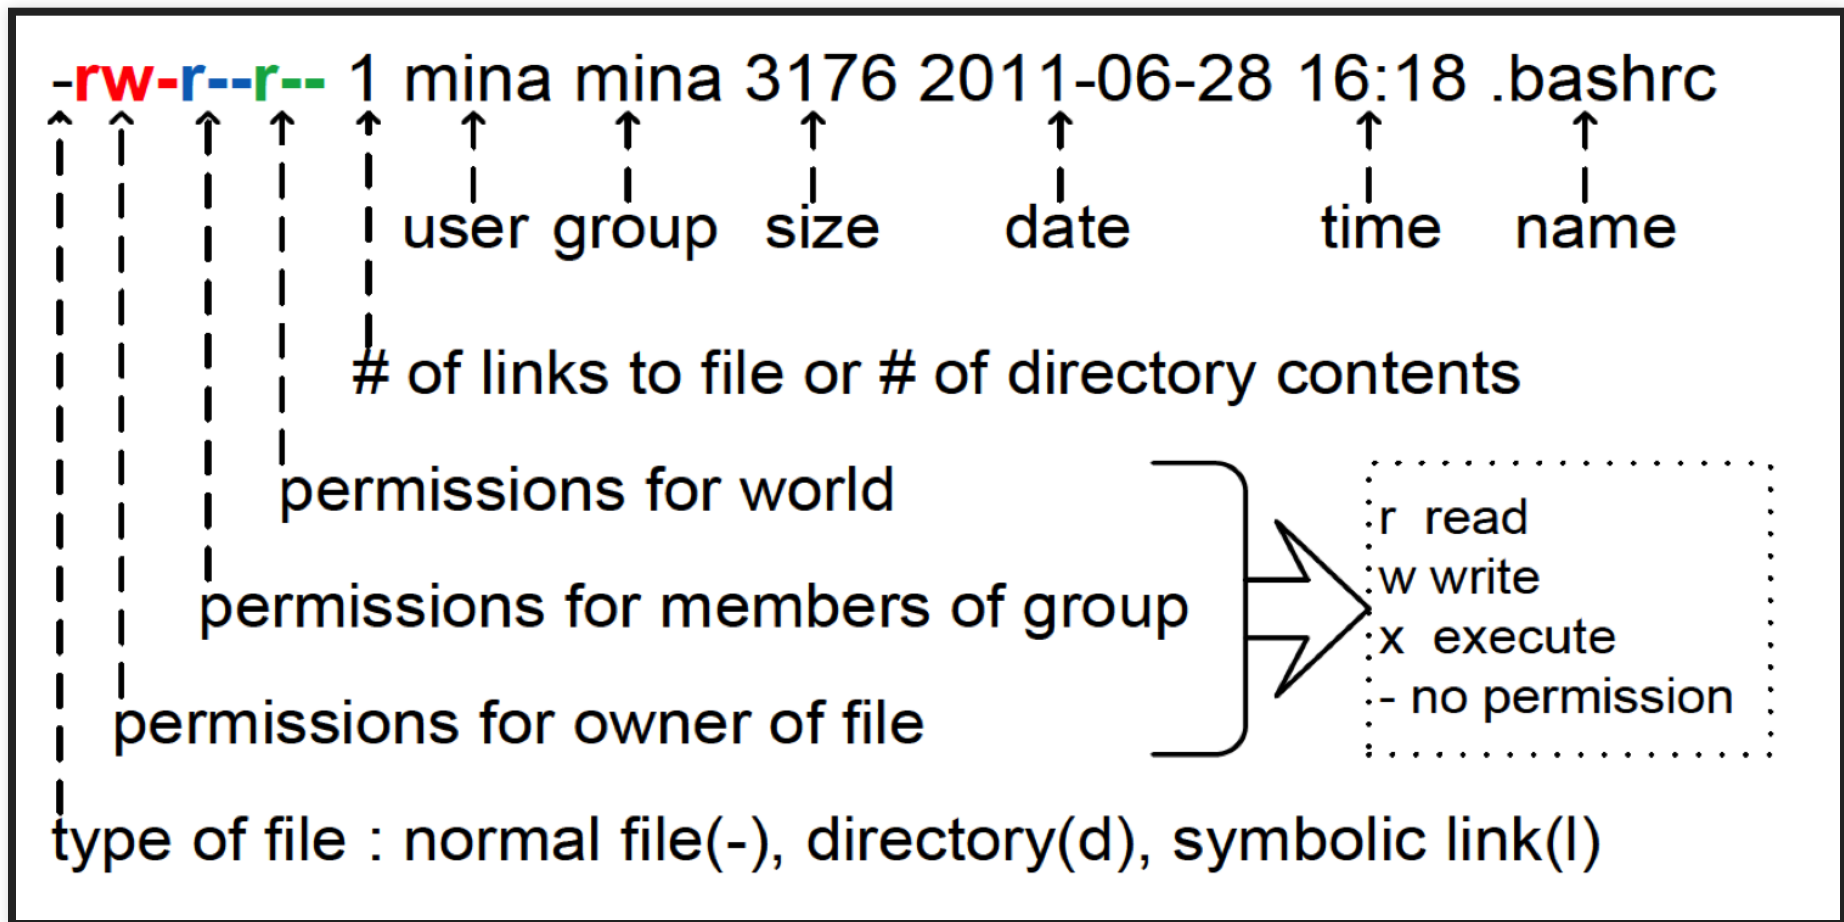 -rw-r--r-- 1 mina mina 3176 2011-06-28 16:18 .bashrc
user group size date time name
# of links to file or # of directory contents
permissions for world
permissions for members of group
permissions for owner of file
r read
w write
x execute
- no permission
type of file : normal file(-), directory(d), symbolic link(l)